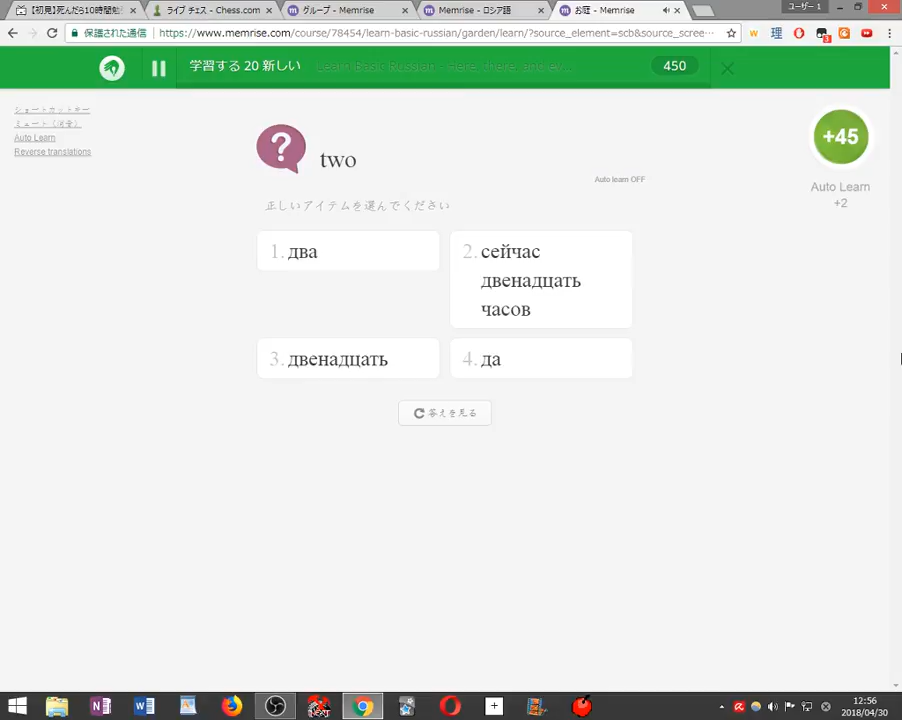 【初見】死んだら10時間勉
ライブ チェス - Chess.com
グループ - Memrise
Memrise - ロシア語
お庭 - Memrise
ユーザー 1
保護された通信
https://www.memrise.com/course/78454/learn-basic-russian/garden/learn/?source_element=scb&source_scree…
学習する 20 新しい
Learn Basic Russian - Here, there, and ev...
450
ショートカットキー
ミュート（消音）
Auto Learn
Reverse translations
+45
Auto Learn
+2
two
Auto learn OFF
正しいアイテムを選んでください
1. два
2. сейчас
двенадцать
часов
3. двенадцать
4. да
答えを見る
12:56
2018/04/30